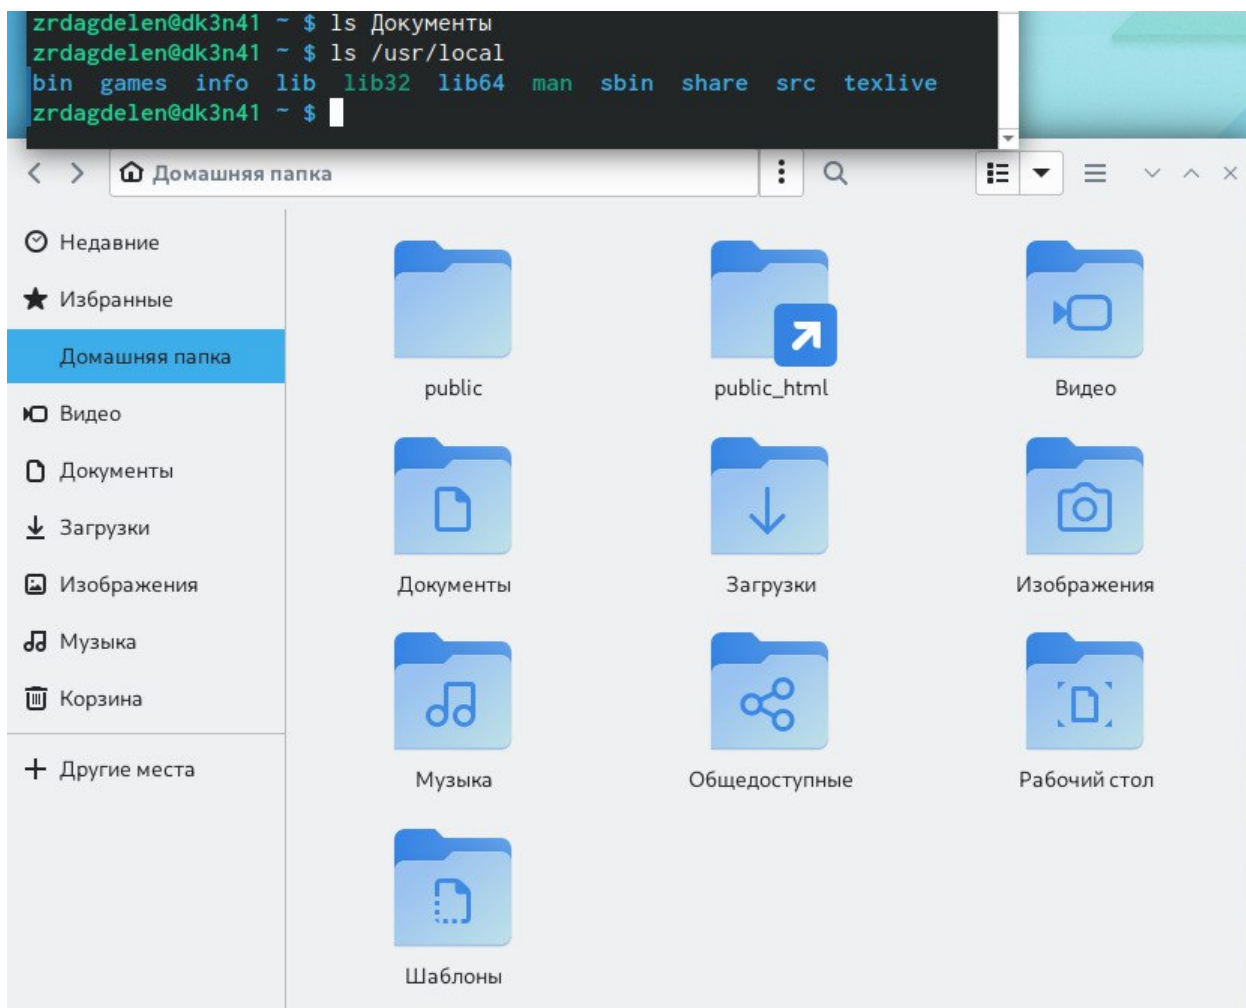 zrdagdelen@dk3n41 ~ $ ls Документы
zrdagdelen@dk3n41 ~ $ ls /usr/local
bin games info lib lib32 lib64 man sbin share src texlive
zrdagdelen@dk3n41 ~ $
Домашняя папка
Недавние
Избранные
Домашняя папка
Видео
Документы
Загрузки
Изображения
Музыка
Корзина
Другие места
public public_html Видео
Документы Загрузки Изображения
Музыка Общедоступные Рабочий стол
Шаблоны